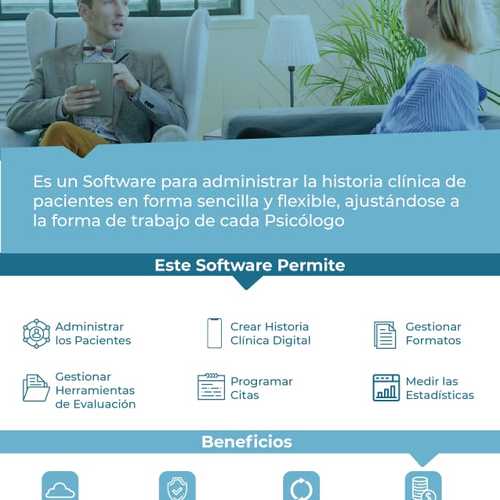 Es un Software para administrar la historia clínica de
pacientes en forma sencilla y flexible, ajustándose a
la forma de trabajo de cada Psicólogo
Este Software Permite
Administrar
los Pacientes
Crear Historia
Clínica Digital
Gestionar
Formatos
Gestionar
Herramientas
de Evaluación
Programar
Citas
Medir las
Estadísticas
Beneficios